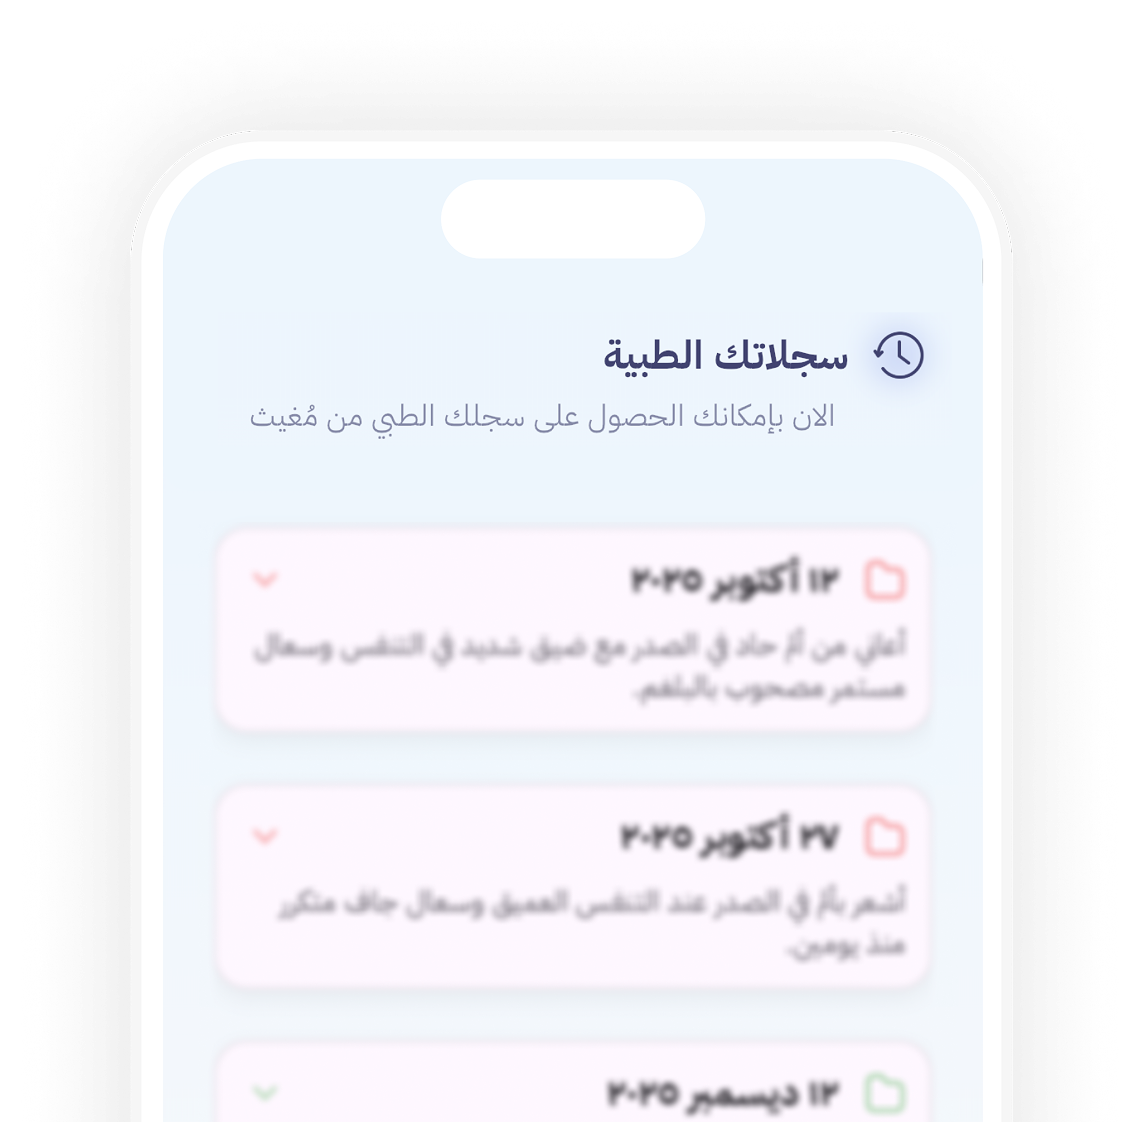 سجلاتك الطبية
الان بإمكانك الحصول على سجلك الطبي من مُغيث
١٢ أكتوبر ٢٠٢٥
أعاني من ألم حاد في الصدر مع ضيق شديد في التنفس وسعال
مستمر مصحوب بالبلغم.
٢٧ أكتوبر ٢٠٢٥
أشعر بألم في الصدر عند التنفس العميق وسعال جاف متكرر
منذ يومين.
١٢ ديسمبر ٢٠٢٥